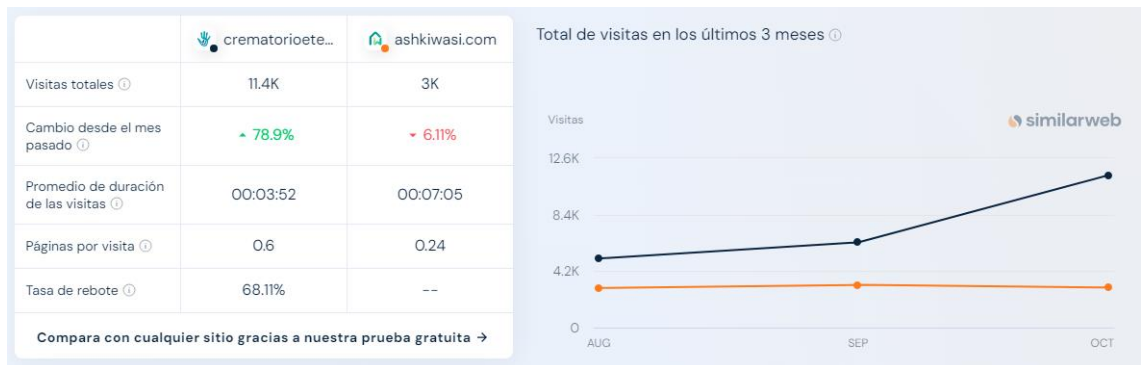 crematorioete... ashkiwasi.com
Visitas totales 11.4K 3K
Cambio desde el mes
pasado 78.9% 6.11%
Promedio de duración
de las visitas 00:03:52 00:07:05
Páginas por visita 0.6 0.24
Tasa de rebote 68.11% --
Compara con cualquier sitio gracias a nuestra prueba gratuita →
Total de visitas en los últimos 3 meses
Visitas
similarweb
12.6K
8.4K
4.2K
0
AUG SEP OCT